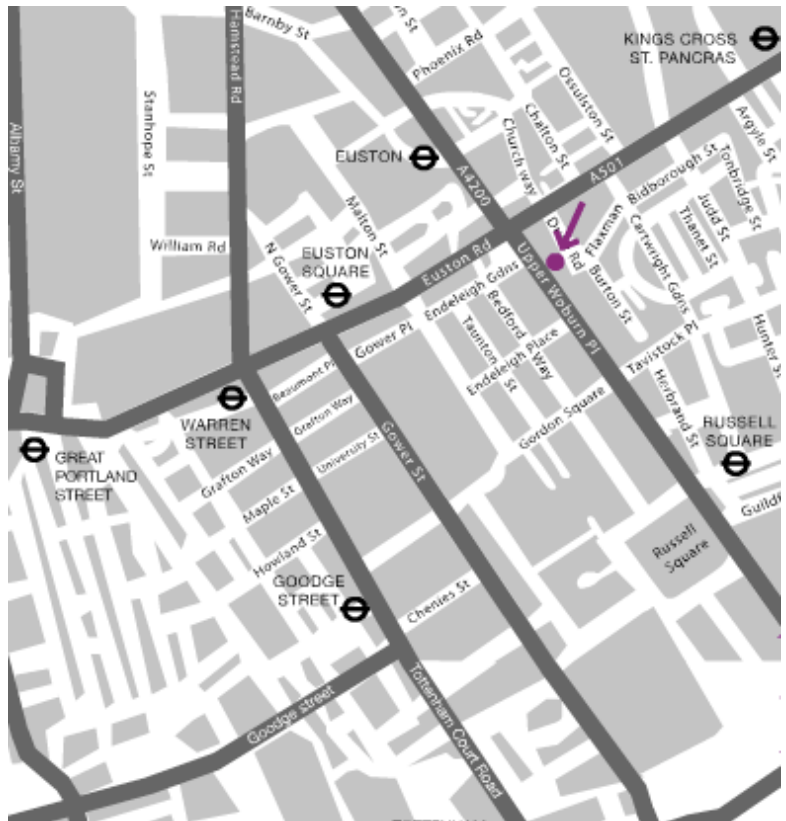 Barnby St
Hamstead Rd
Phoenix Rd
KINGS CROSS
ST. PANCRAS
Albany St
Stanhope St
Ossulston St
Chalton St
Church way
Argyle St
EUSTON
A4200
A501
Bidborough St
Tonbridge St
Judd St
Thanet St
Malton St
William Rd
N Gower St
EUSTON
SQUARE
Euston Rd
Flaxman
Cartwright Gdns
Rd
Burton St
Upper Woburn Pl
Endeleigh Gdns
Bedford Way
Taunton St
Endeleigh Place
Gower Pl
Tavistock Pl
Hunter S
Herbrand St
Beaumont Pl
Grafton Way
University St
Gower St
Gordon Square
WARREN
STREET
RUSSELL
SQUARE
GREAT
PORTLAND
STREET
Grafton Way
Maple St
Howland St
Guildf
Russell
Square
GOODGE
STREET
Chenies St
Goodge street
Tottenham Court Road